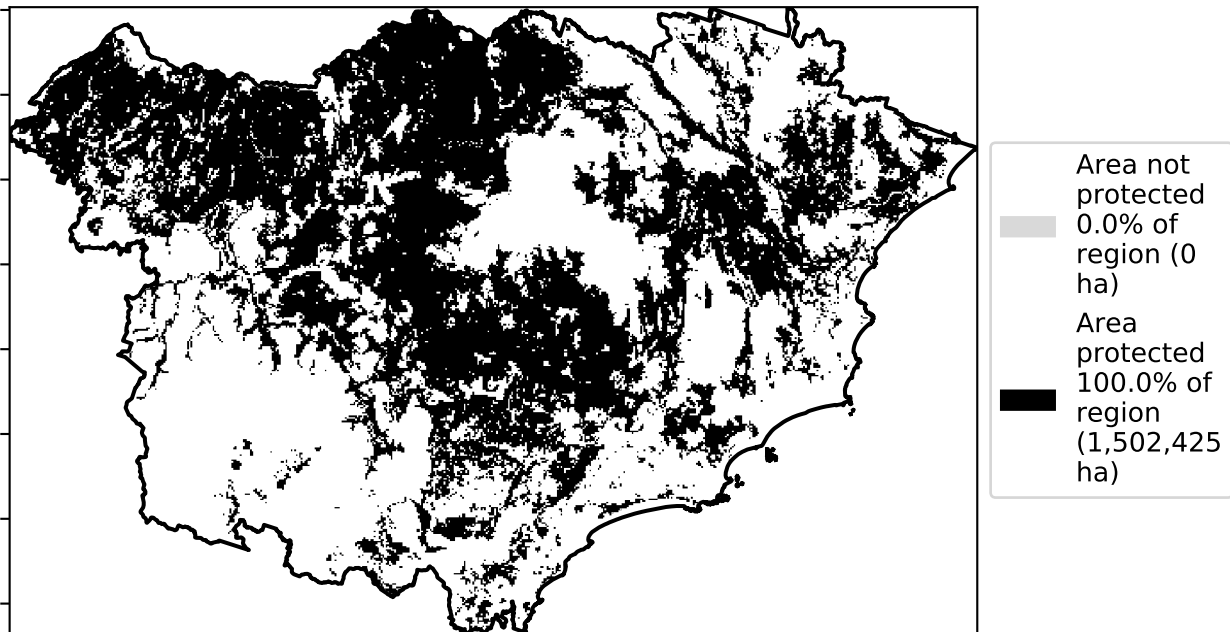 Area not
protected
0.0% of
region (0
ha)
Area
protected
100.0% of
region
(1,502,425
ha)